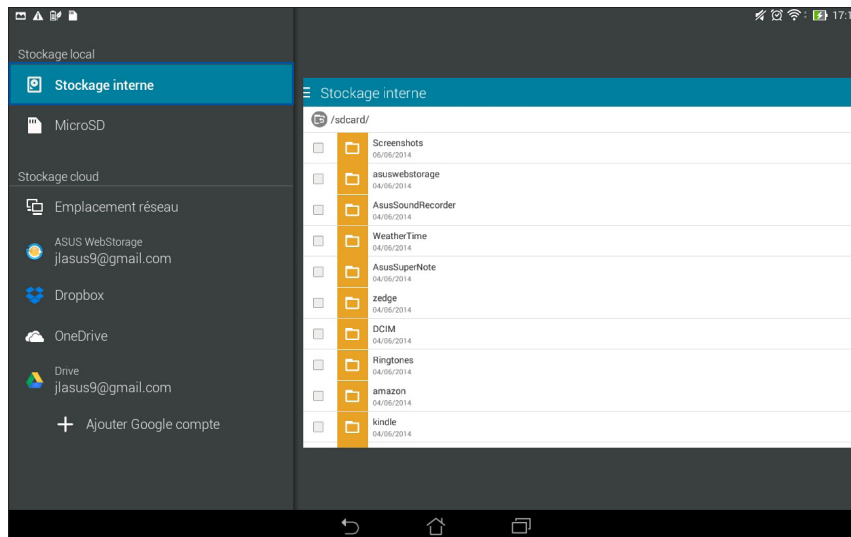 17:1
Stockage local
Stockage interne
MicroSD
Stockage cloud
Emplacement réseau
ASUS WebStorage
jlasus9@gmail.com
Dropbox
OneDrive
Drive
jlasus9@gmail.com
Ajouter Google compte
Stockage interne
/sdcard/
Screenshots
06/06/2014
asuswebstorage
04/06/2014
AsusSoundRecorder
04/06/2014
WeatherTime
04/06/2014
AsusSuperNote
04/06/2014
zedge
04/06/2014
DCIM
04/06/2014
Ringtones
04/06/2014
amazon
04/06/2014
kindle
04/06/2014